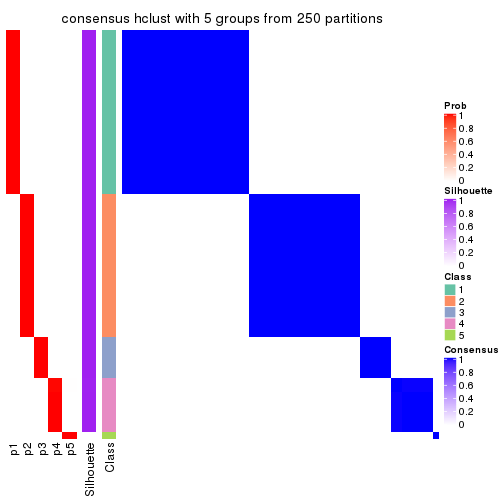 consensus hclust with 5 groups from 250 partitions
Prob
1
0.8
0.6
0.4
0.2
0
Silhouette
1
0.8
0.6
0.4
0.2
0
Class
1
2
3
4
5
Consensus
1
0.8
0.6
0.4
0.2
0
p1
p2
p3
p4
p5
Silhouette
Class